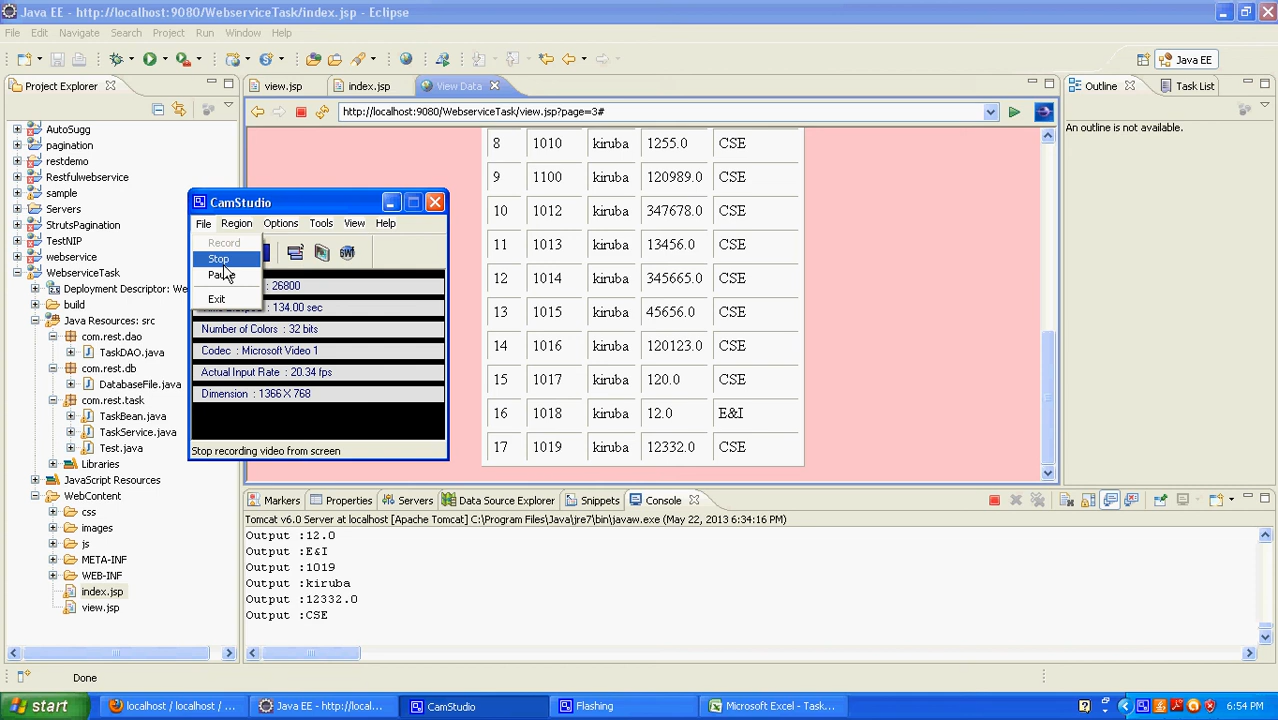 Java EE - http://localhost:9080/WebserviceTask/index.jsp - Eclipse
File Edit Navigate Search Project Run Window Help
Java EE
Project Explorer
AutoSugg
pagination
restdemo
Restfulwebservice
sample
Servers
StrutsPagination
TestNIP
webservice
WebserviceTask
Deployment Descriptor: We
build
Java Resources: src
com.rest.dao
TaskDAO.java
com.rest.db
DatabaseFile.java
com.rest.task
TaskBean.java
TaskService.java
Test.java
Libraries
JavaScript Resources
WebContent
css
images
js
META-INF
WEB-INF
index.jsp
view.jsp
view.jsp index.jsp View Data
http://localhost:9080/WebserviceTask/view.jsp?page=3#
8 1010 kiruba 1255.0 CSE
9 1100 kiruba 120989.0 CSE
10 1012 kiruba 347678.0 CSE
11 1013 kiruba 13456.0 CSE
12 1014 kiruba 345665.0 CSE
13 1015 kiruba 45656.0 CSE
14 1016 kiruba 120123.0 CSE
15 1017 kiruba 120.0 CSE
16 1018 kiruba 12.0 E&I
17 1019 kiruba 12332.0 CSE
CamStudio
File Region Options Tools View Help
Record
Stop
Pause
Exit
: 26800
: 134.00 sec
Number of Colors : 32 bits
Codec : Microsoft Video 1
Actual Input Rate : 20.34 fps
Dimension : 1366 X 768
Stop recording video from screen
Outline Task List
An outline is not available.
Markers Properties Servers Data Source Explorer Snippets Console
Tomcat v6.0 Server at localhost [Apache Tomcat] C:\Program Files\Java\jre7\bin\javaw.exe (May 22, 2013 6:34:16 PM)
Output :12.0
Output :E&I
Output :1019
Output :kiruba
Output :12332.0
Output :CSE
Done
start
localhost / localhost / ...
Java EE - http://local...
CamStudio
Flashing
Microsoft Excel - Task...
6:54 PM